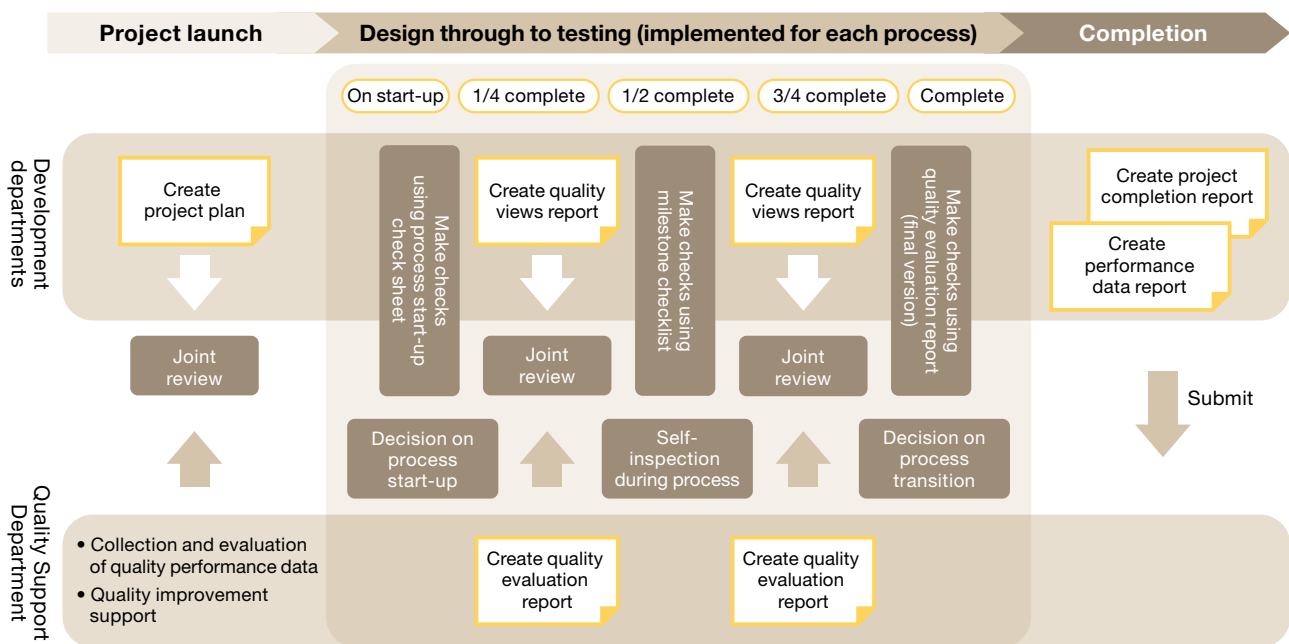 Project launch
Design through to testing (implemented for each process)
Completion
On start-up
1/4 complete
1/2 complete
3/4 complete
Complete
Development
departments
Create
project plan
Make checks
using process start-up
check sheet
Create quality
views report
Make checks using
milestone checklist
Create quality
views report
Make checks using
quality evaluation report
(final version)
Create project
completion report
Create
performance
data report
Joint
review
Joint
review
Joint
review
Submit
Decision on
process
start-up
Self-
inspection
during process
Decision on
process
transition
Quality Support
Department
• Collection and evaluation
of quality performance data
• Quality improvement
support
Create quality
evaluation
report
Create quality
evaluation
report